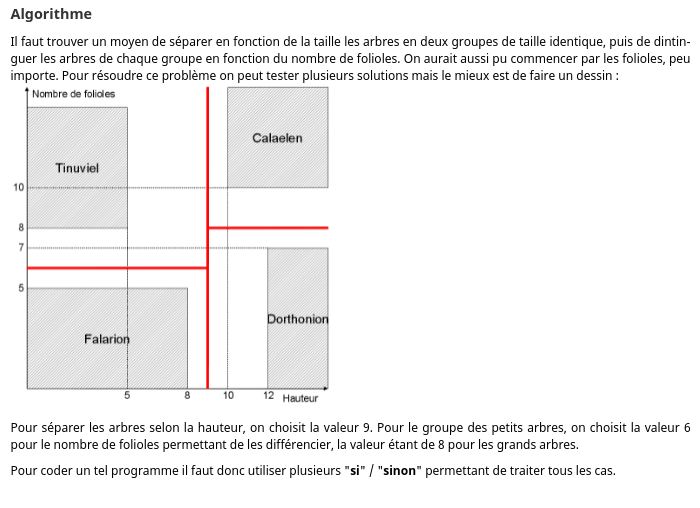 Algorithme
Il faut trouver un moyen de séparer en fonction de la taille les arbres en deux groupes de taille identique, puis de dintin-
guer les arbres de chaque groupe en fonction du nombre de folioles. On aurait aussi pu commencer par les folioles, peu
importe. Pour résoudre ce problème on peut tester plusieurs solutions mais le mieux est de faire un dessin :
Nombre de folioles
Calaelen
Tinuviel
10
8
7
5
Dorthonion
Falarion
5 8 10 12 Hauteur
Pour séparer les arbres selon la hauteur, on choisit la valeur 9. Pour le groupe des petits arbres, on choisit la valeur 6
pour le nombre de folioles permettant de les différencier, la valeur étant de 8 pour les grands arbres.
Pour coder un tel programme il faut donc utiliser plusieurs "si" / "sinon" permettant de traiter tous les cas.